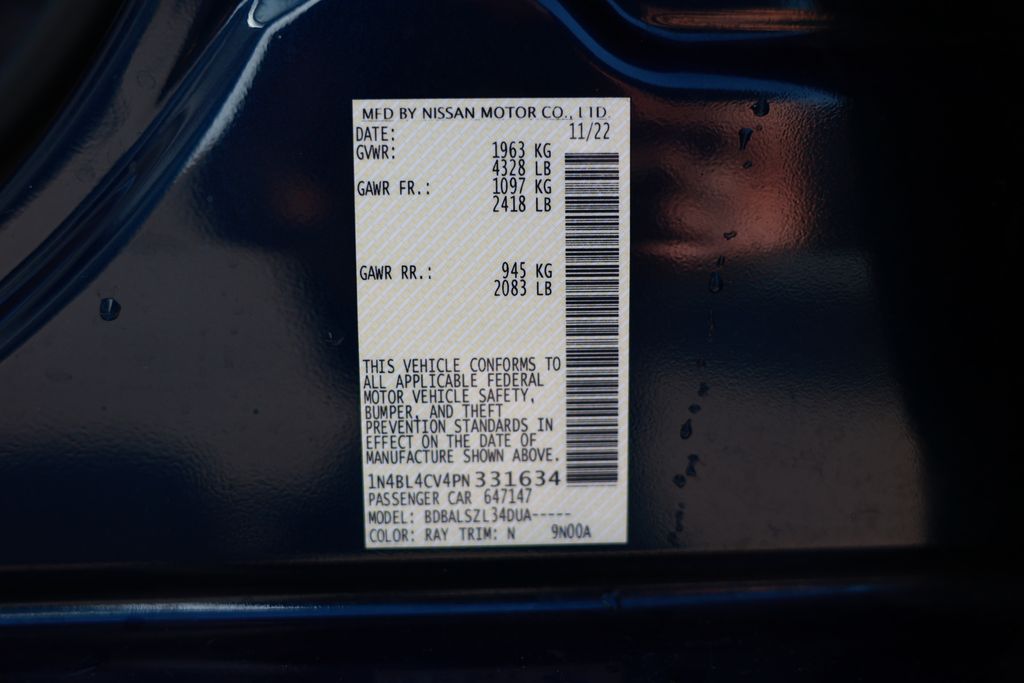 MFD BY NISSAN MOTOR CO., LTD.
DATE: 11/22
GVWR: 1963 KG
4328 LB
GAWR FR.: 1097 KG
2418 LB
GAWR RR.: 945 KG
2083 LB
THIS VEHICLE CONFORMS TO
ALL APPLICABLE FEDERAL
MOTOR VEHICLE SAFETY,
BUMPER, AND THEFT
PREVENTION STANDARDS IN
EFFECT ON THE DATE OF
MANUFACTURE SHOWN ABOVE.
1N4BL4CV4PN331634
PASSENGER CAR 647147
MODEL: BDBALSZL34DUA-----
COLOR: RAY TRIM: N 9N00A